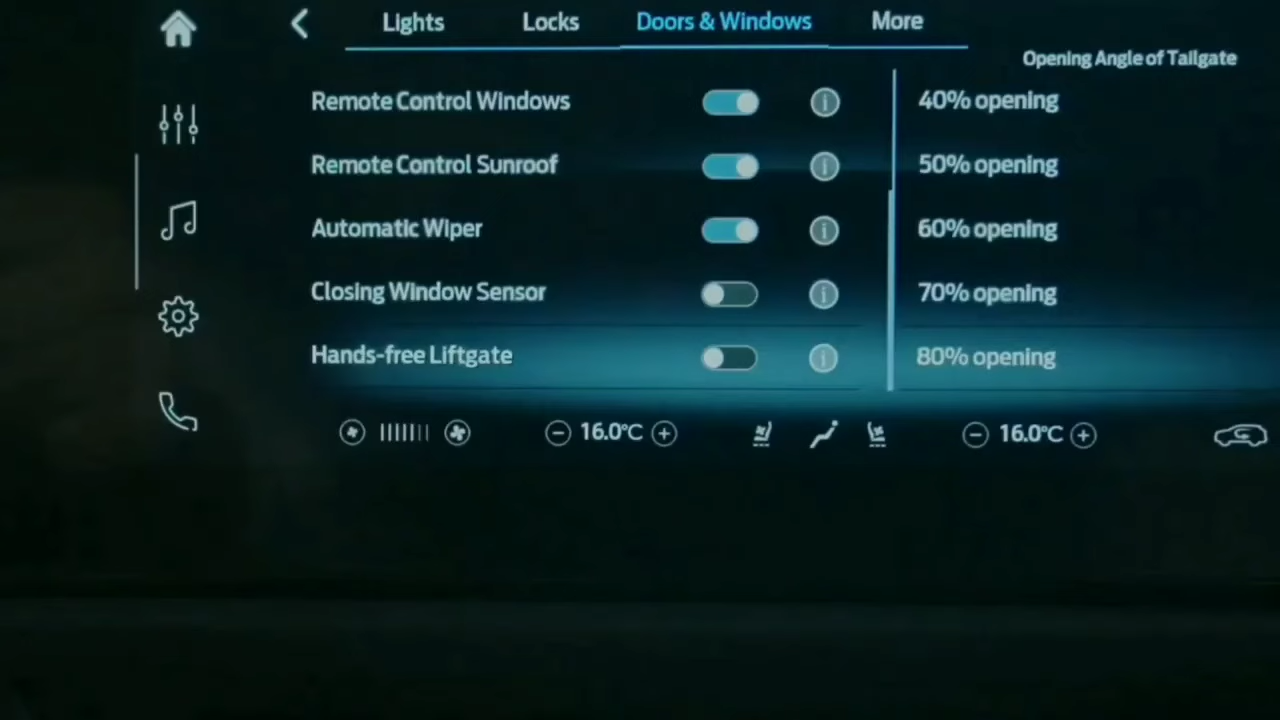 Lights Locks Doors & Windows More
Opening Angle of Tailgate
Remote Control Windows i 40% opening
Remote Control Sunroof i 50% opening
Automatic Wiper i 60% opening
Closing Window Sensor i 70% opening
Hands-free Liftgate i 80% opening
16.0°C 16.0°C